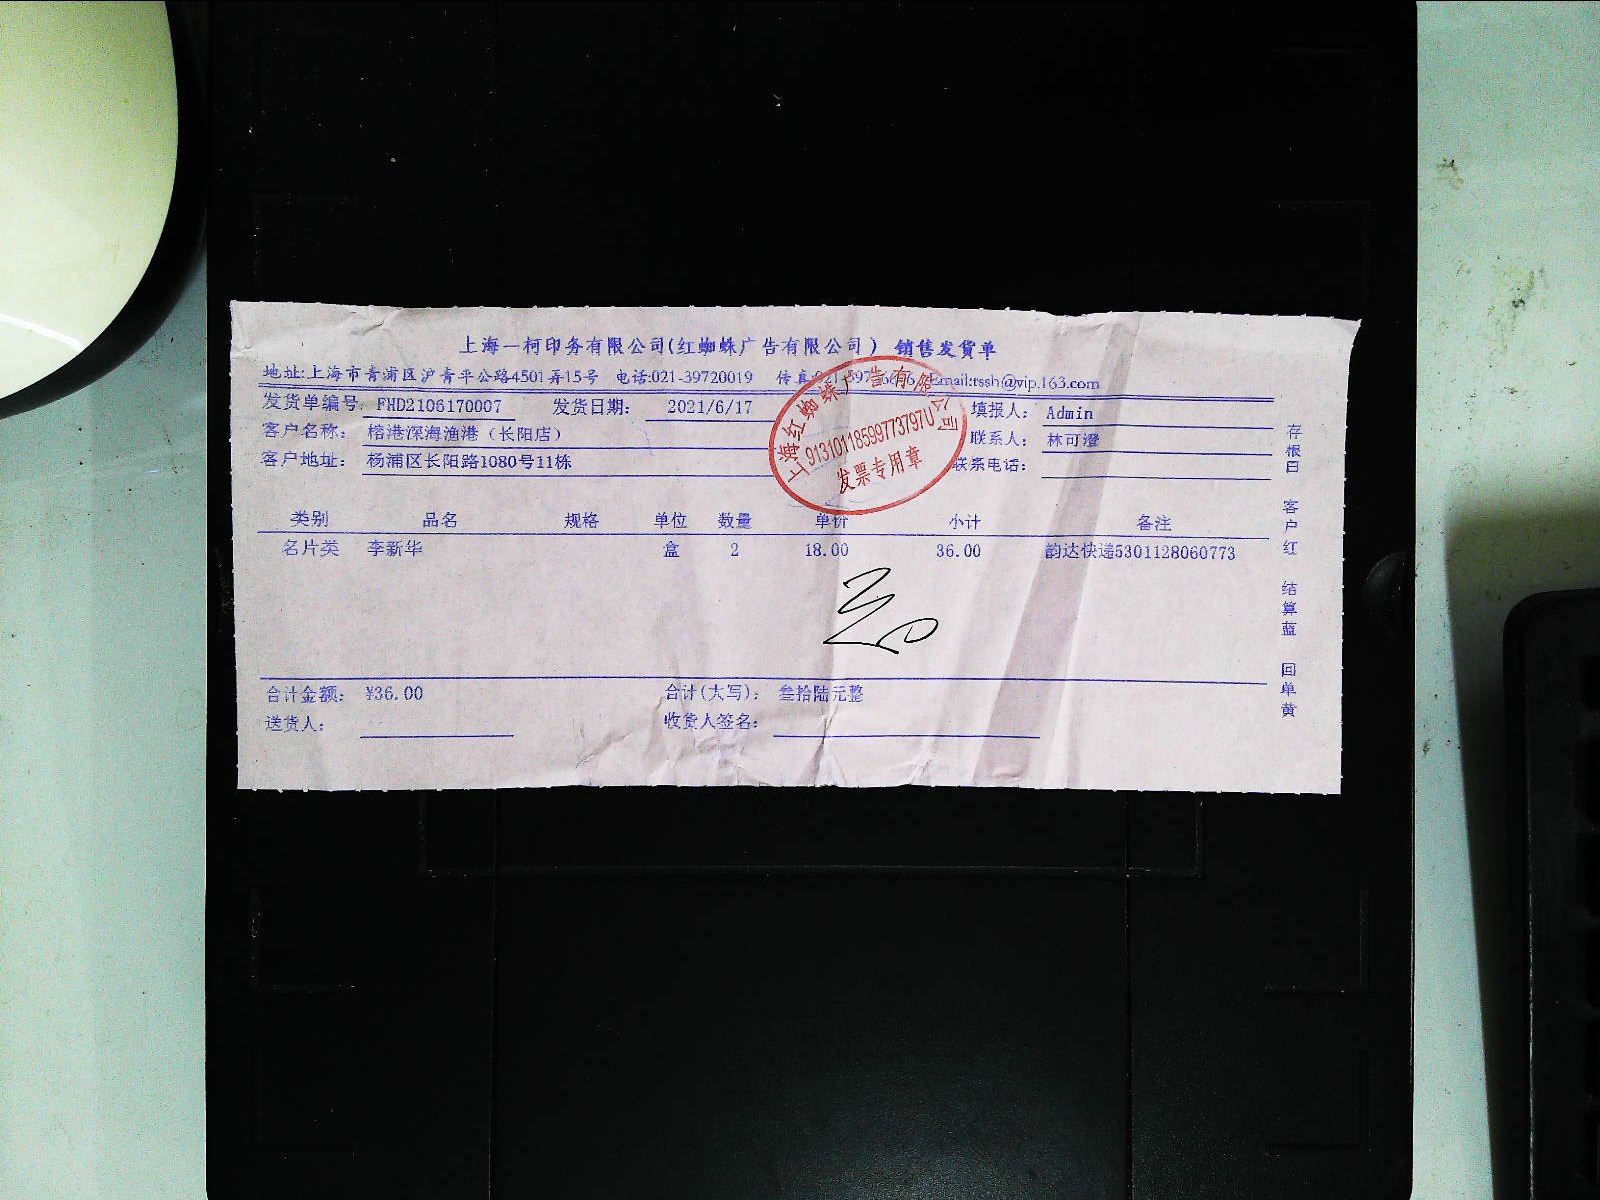 上海一柯印务有限公司(红蜘蛛广告有限公司) 销售发货单
地址:上海市青浦区沪青平公路4501弄15号 电话:021-39720019 传真: Email:tssh@vip.163.com
发货单编号: FHD2106170007 发货日期: 2021/6/17 填报人: Admin
客户名称: 榕港深海渔港（长阳店） 联系人: 林可澄
客户地址: 杨浦区长阳路1080号11栋 联系电话:
上海红蜘蛛广告有限公司
91310118599773797U
发票专用章
类别 品名 规格 单位 数量 单价 小计 备注
名片类 李新华 盒 2 18.00 36.00 韵达快递5301128060773
合计金额: ¥36.00 合计(大写): 叁拾陆元整
送货人: 收货人签名:
存根白 客户红 结算蓝 回单黄